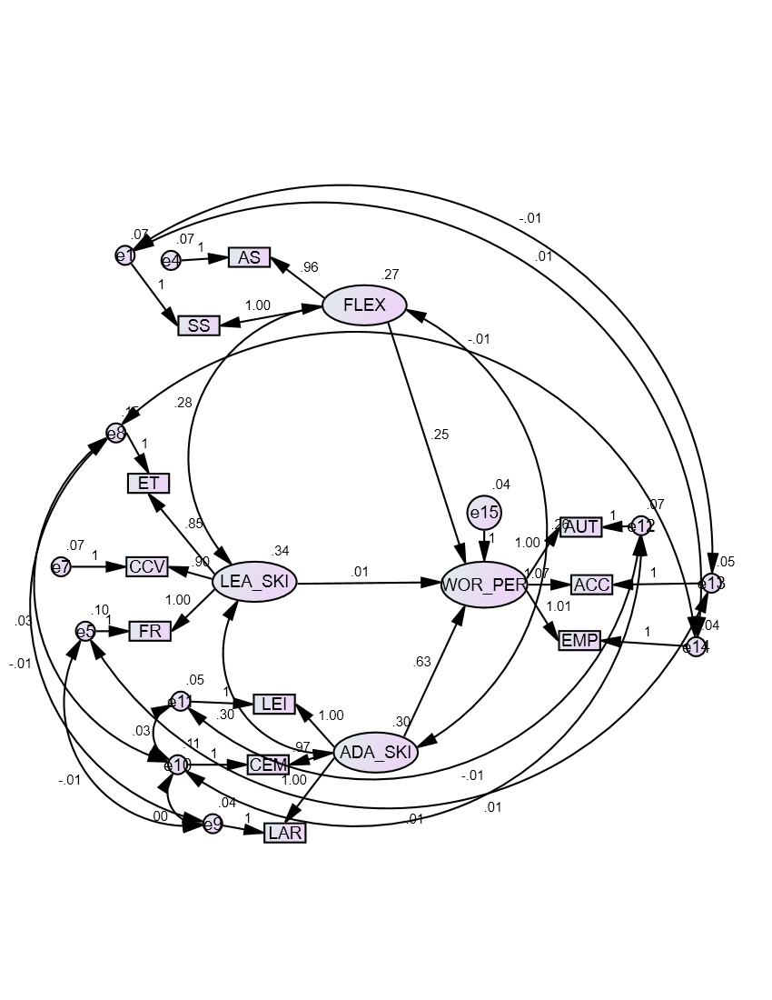 -.01
.01
.07
e1
.07
e4
1
AS
.96
.27
1
SS
1.00
FLEX
-.01
.28
.15
e8
1
ET
.25
.85
.04
e15
1
.07
e7
1
CCV
.90
.34
LEA_SKI
.01
WOR_PER
1.00
.26
AUT
1
.07
e12
1.07
ACC
1
.05
e13
1.01
EMP
1
.04
e14
1.00
.10
e5
1
FR
.03
-.01
.63
.05
e11
1
LEI
1.00
.30
.30
ADA_SKI
.03
.11
e10
1
CEM
.97
1.00
-.01
-.01
.04
e9
.00
1
LAR
.01
.01